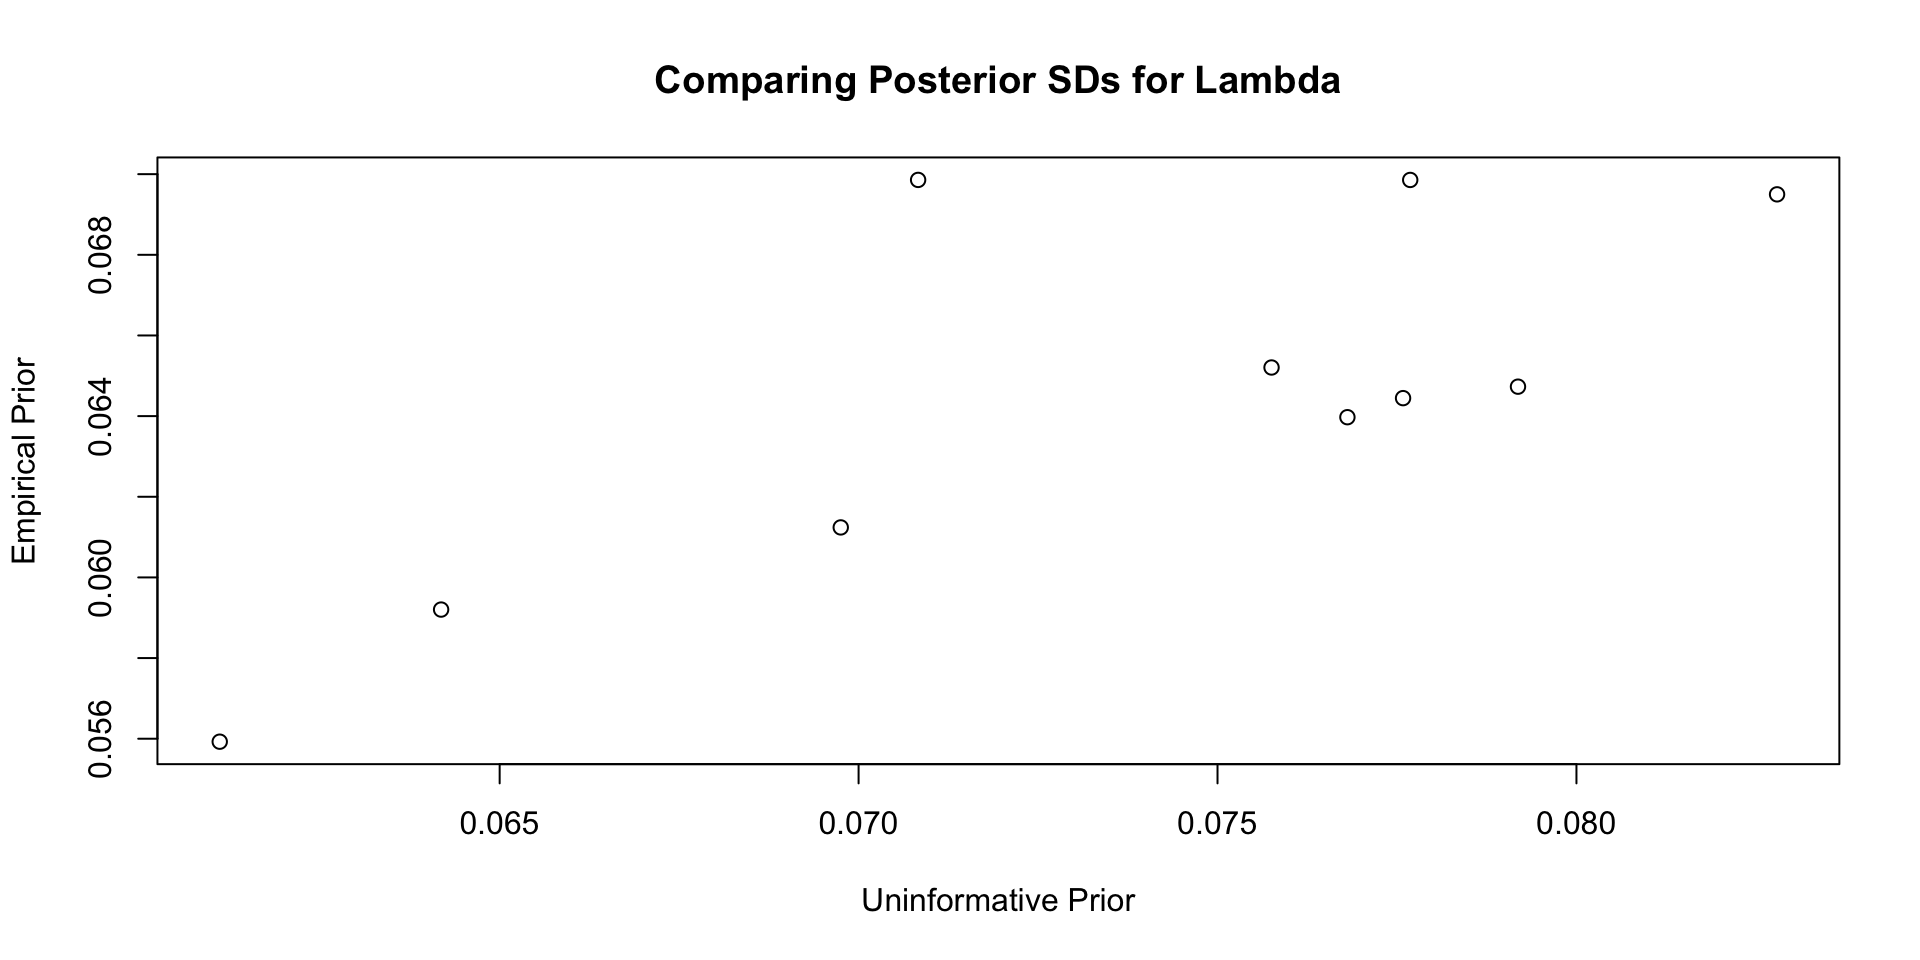 Comparing Posterior SDs for Lambda
Empirical Prior
0.068
0.064
0.060
0.056
0.065 0.070 0.075 0.080
Uninformative Prior